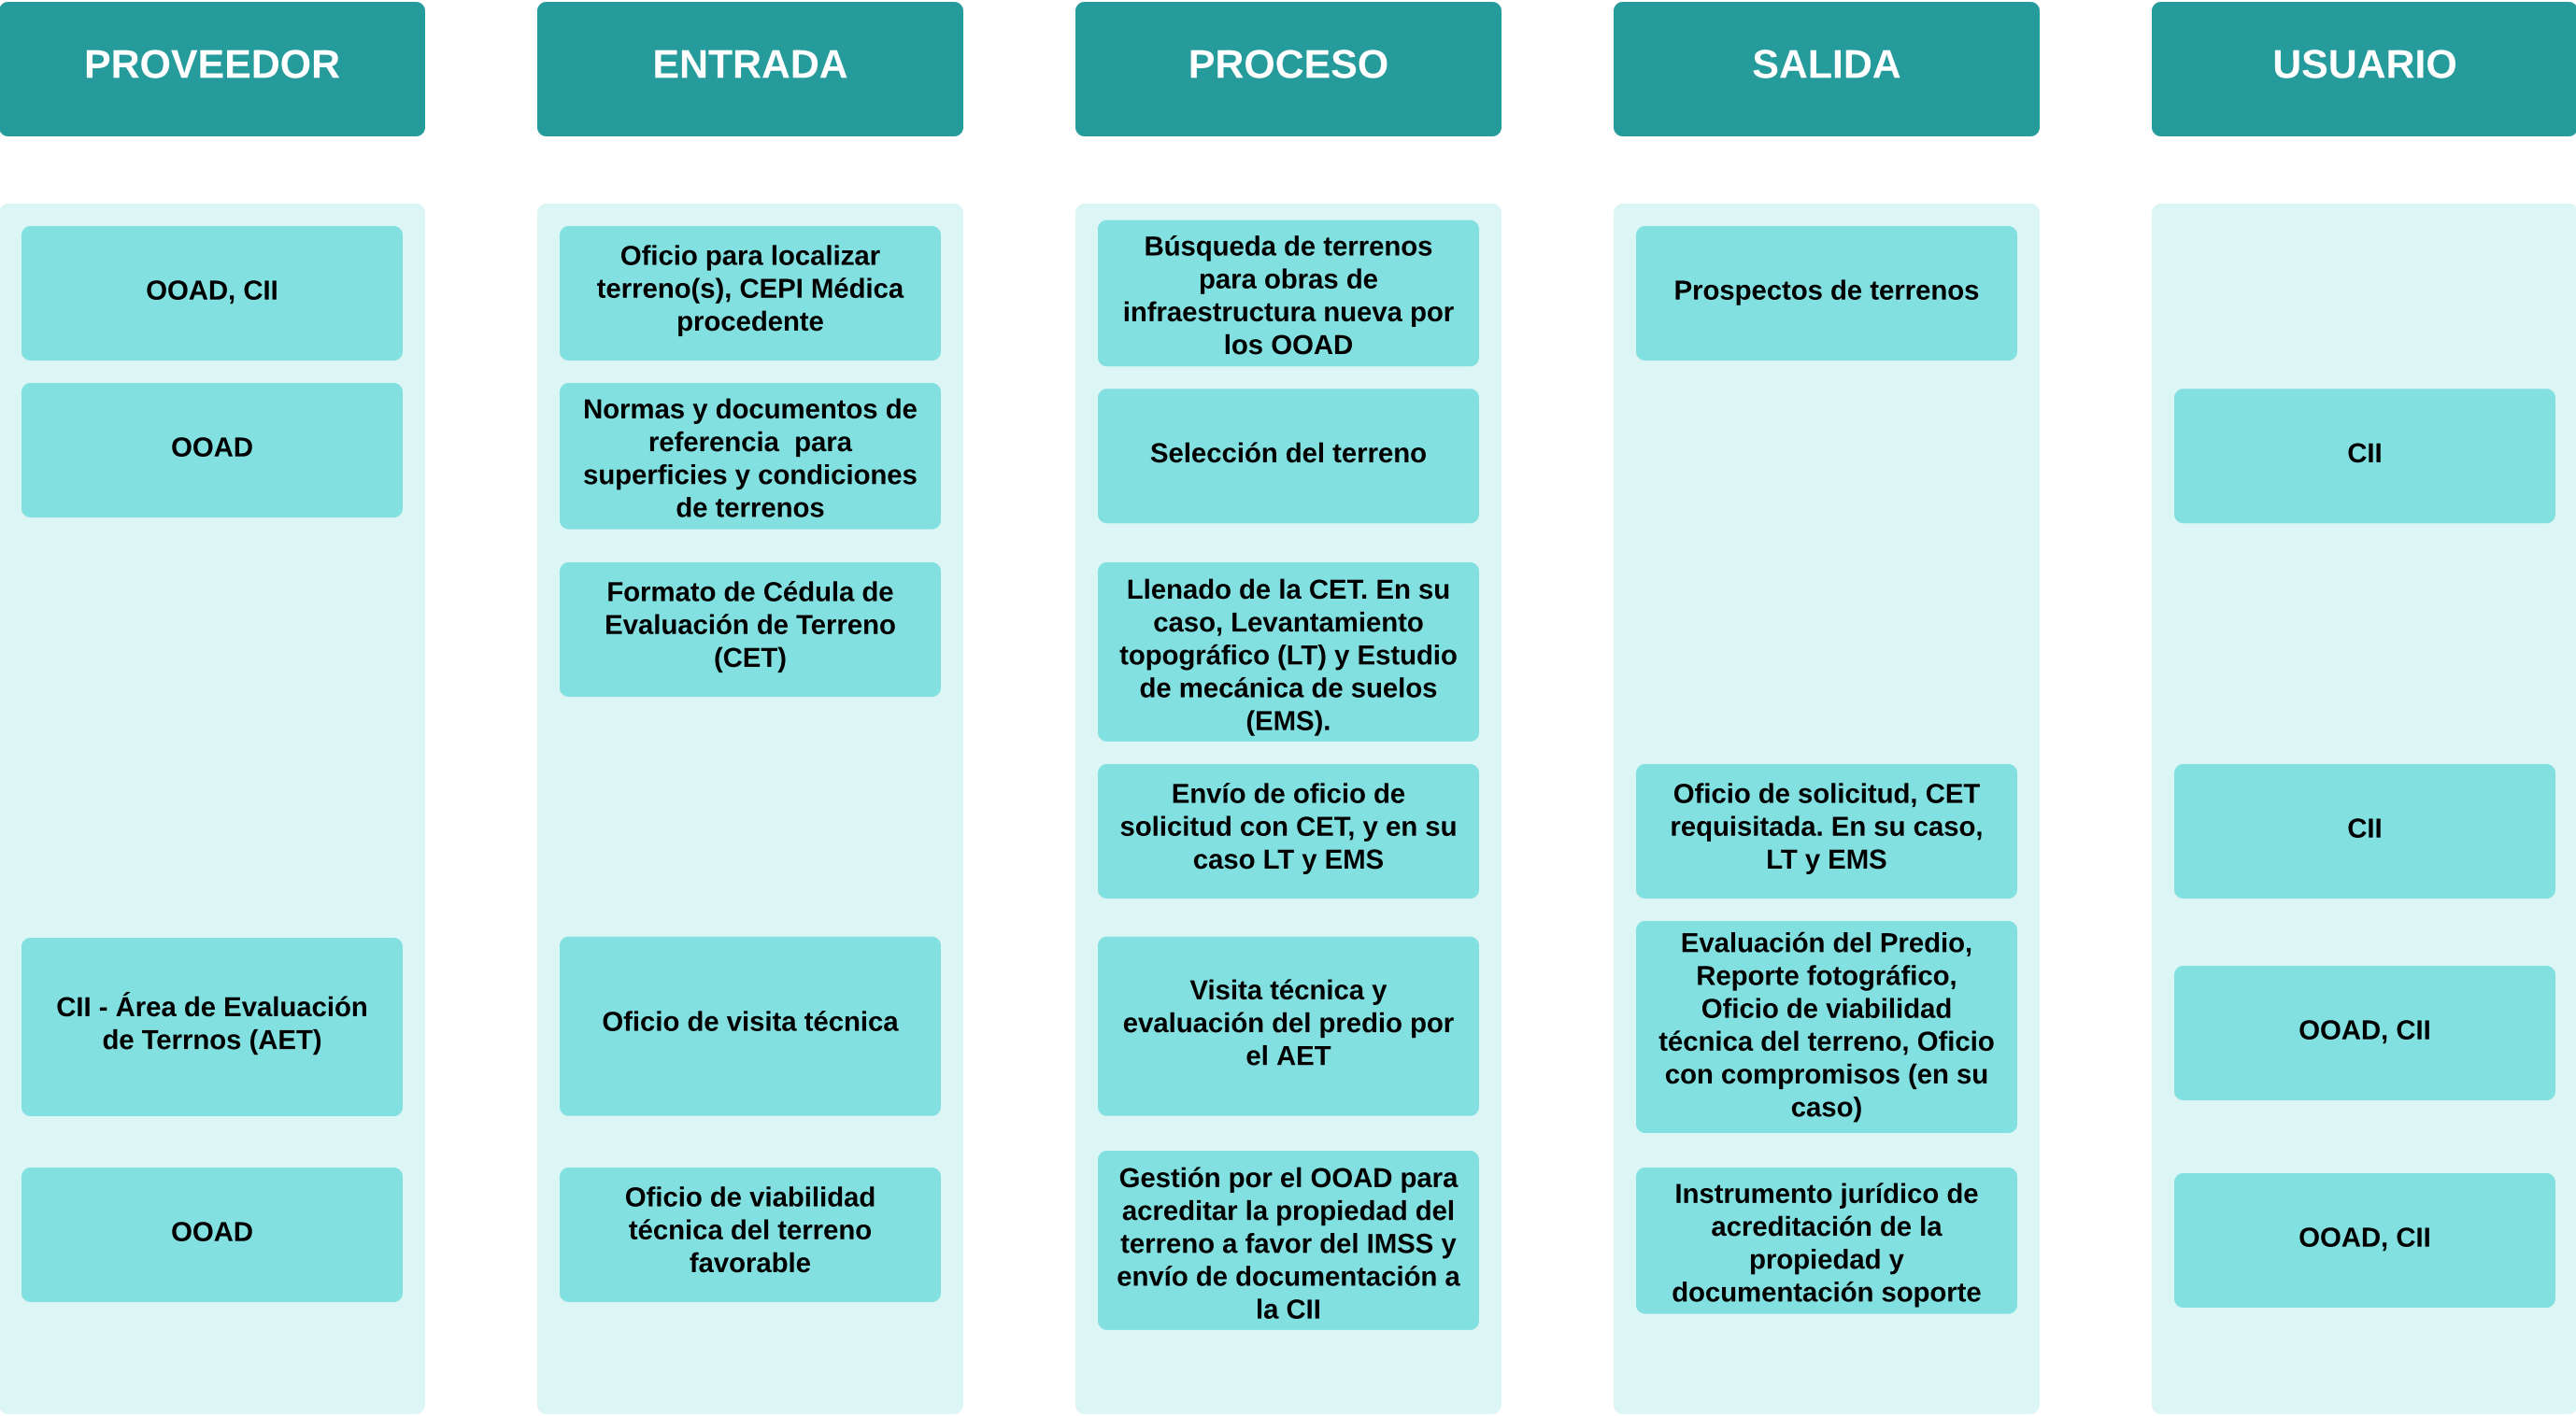 PROVEEDOR
ENTRADA
PROCESO
SALIDA
USUARIO
OOAD, CII
Oficio para localizar
terreno(s), CEPI Médica
procedente
Búsqueda de terrenos
para obras de
infraestructura nueva por
los OOAD
Prospectos de terrenos
OOAD
Normas y documentos de
referencia  para
superficies y condiciones
de terrenos
Selección del terreno
CII
Formato de Cédula de
Evaluación de Terreno
(CET)
Llenado de la CET. En su
caso, Levantamiento
topográfico (LT) y Estudio
de mecánica de suelos
(EMS).
Envío de oficio de
solicitud con CET, y en su
caso LT y EMS
Oficio de solicitud, CET
requisitada. En su caso,
LT y EMS
CII
CII - Área de Evaluación
de Terrnos (AET)
Oficio de visita técnica
Visita técnica y
evaluación del predio por
el AET
Evaluación del Predio,
Reporte fotográfico,
Oficio de viabilidad
técnica del terreno, Oficio
con compromisos (en su
caso)
OOAD, CII
OOAD
Oficio de viabilidad
técnica del terreno
favorable
Gestión por el OOAD para
acreditar la propiedad del
terreno a favor del IMSS y
envío de documentación a
la CII
Instrumento jurídico de
acreditación de la
propiedad y
documentación soporte
OOAD, CII